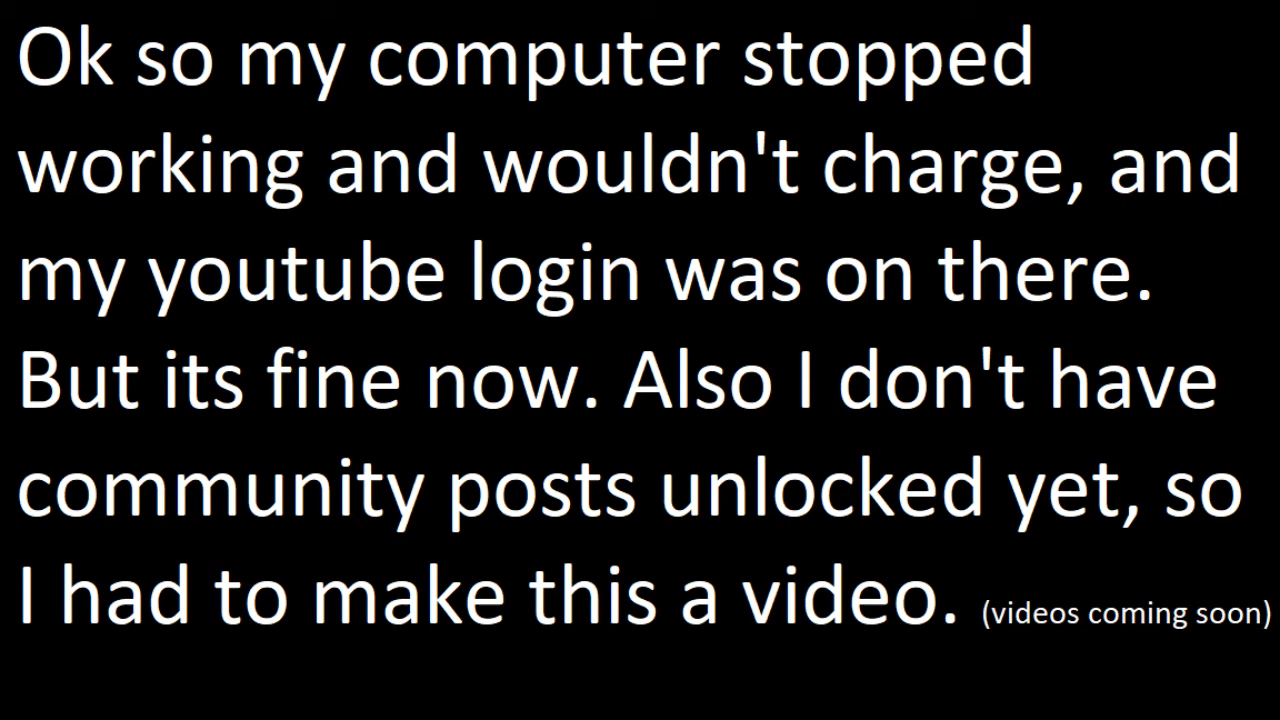 Ok so my computer stopped
working and wouldn't charge, and
my youtube login was on there.
But its fine now. Also I don't have
community posts unlocked yet, so
I had to make this a video. (videos coming soon)